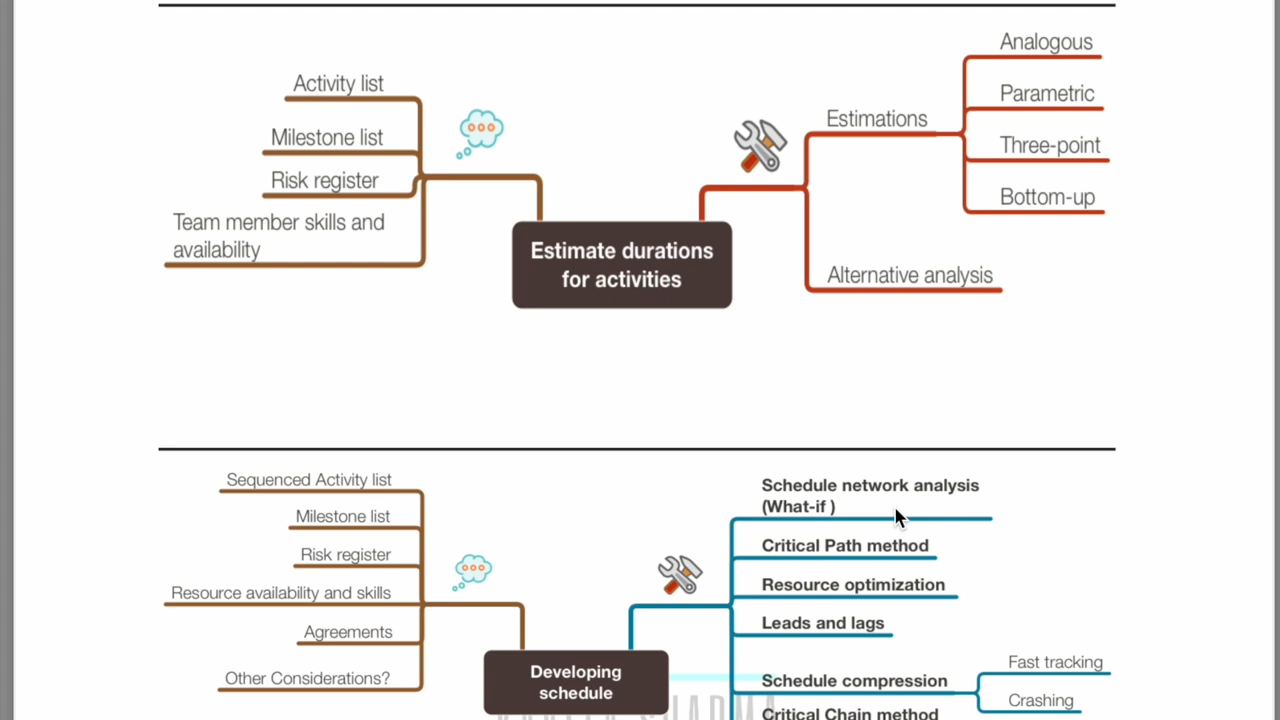 Analogous
Activity list
Parametric
Estimations
Milestone list
Three-point
Risk register
Bottom-up
Team member skills and
availability
Estimate durations
for activities
Alternative analysis
Sequenced Activity list
Schedule network analysis
(What-if )
Milestone list
Critical Path method
Risk register
Resource optimization
Resource availability and skills
Leads and lags
Agreements
Fast tracking
Other Considerations?
Developing
schedule
Schedule compression
Crashing
Critical Chain method